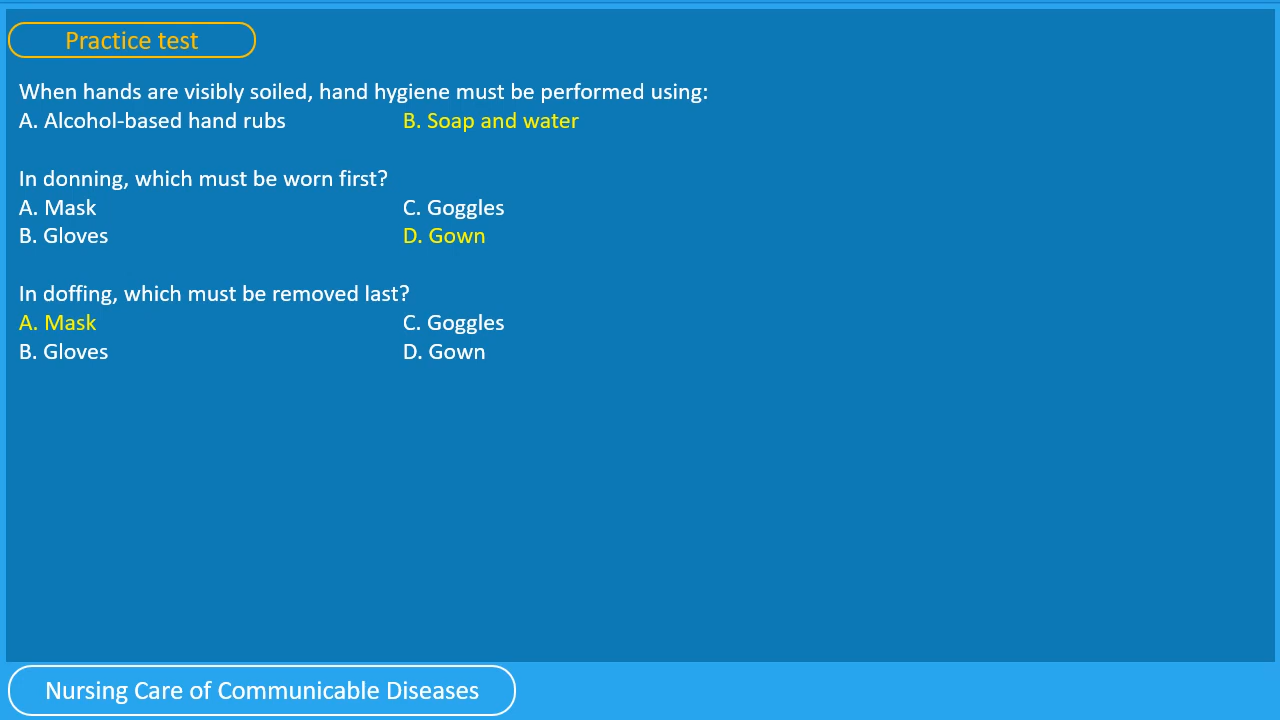 Practice test
When hands are visibly soiled, hand hygiene must be performed using:
A. Alcohol-based hand rubs B. Soap and water
In donning, which must be worn first?
A. Mask C. Goggles
B. Gloves D. Gown
In doffing, which must be removed last?
A. Mask C. Goggles
B. Gloves D. Gown
Nursing Care of Communicable Diseases